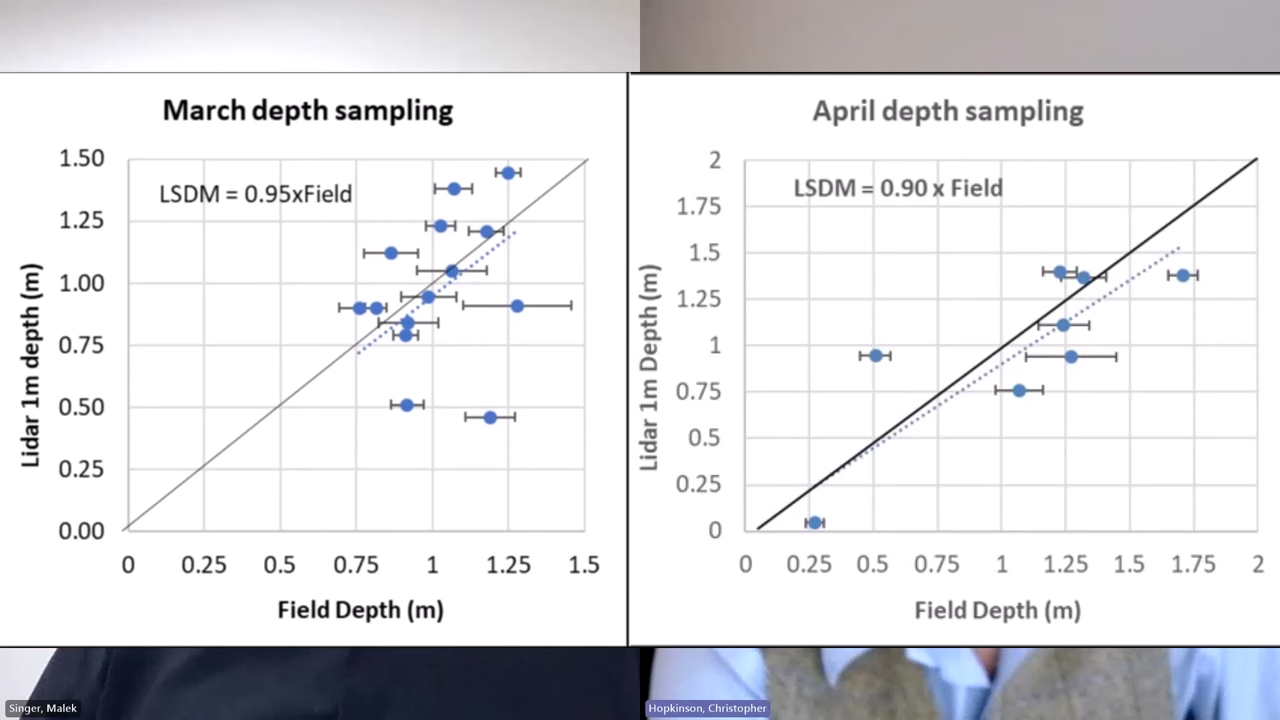 March depth sampling
LSDM = 0.95xField
1.50
1.25
1.00
0.75
0.50
0.25
0.00
0 0.25 0.5 0.75 1 1.25 1.5
Lidar 1m depth (m)
Field Depth (m)
April depth sampling
LSDM = 0.90 x Field
2
1.75
1.5
1.25
1
0.75
0.5
0.25
0
0 0.25 0.5 0.75 1 1.25 1.5 1.75 2
Lidar 1m Depth (m)
Field Depth (m)
Singer, Malek
Hopkinson, Christopher